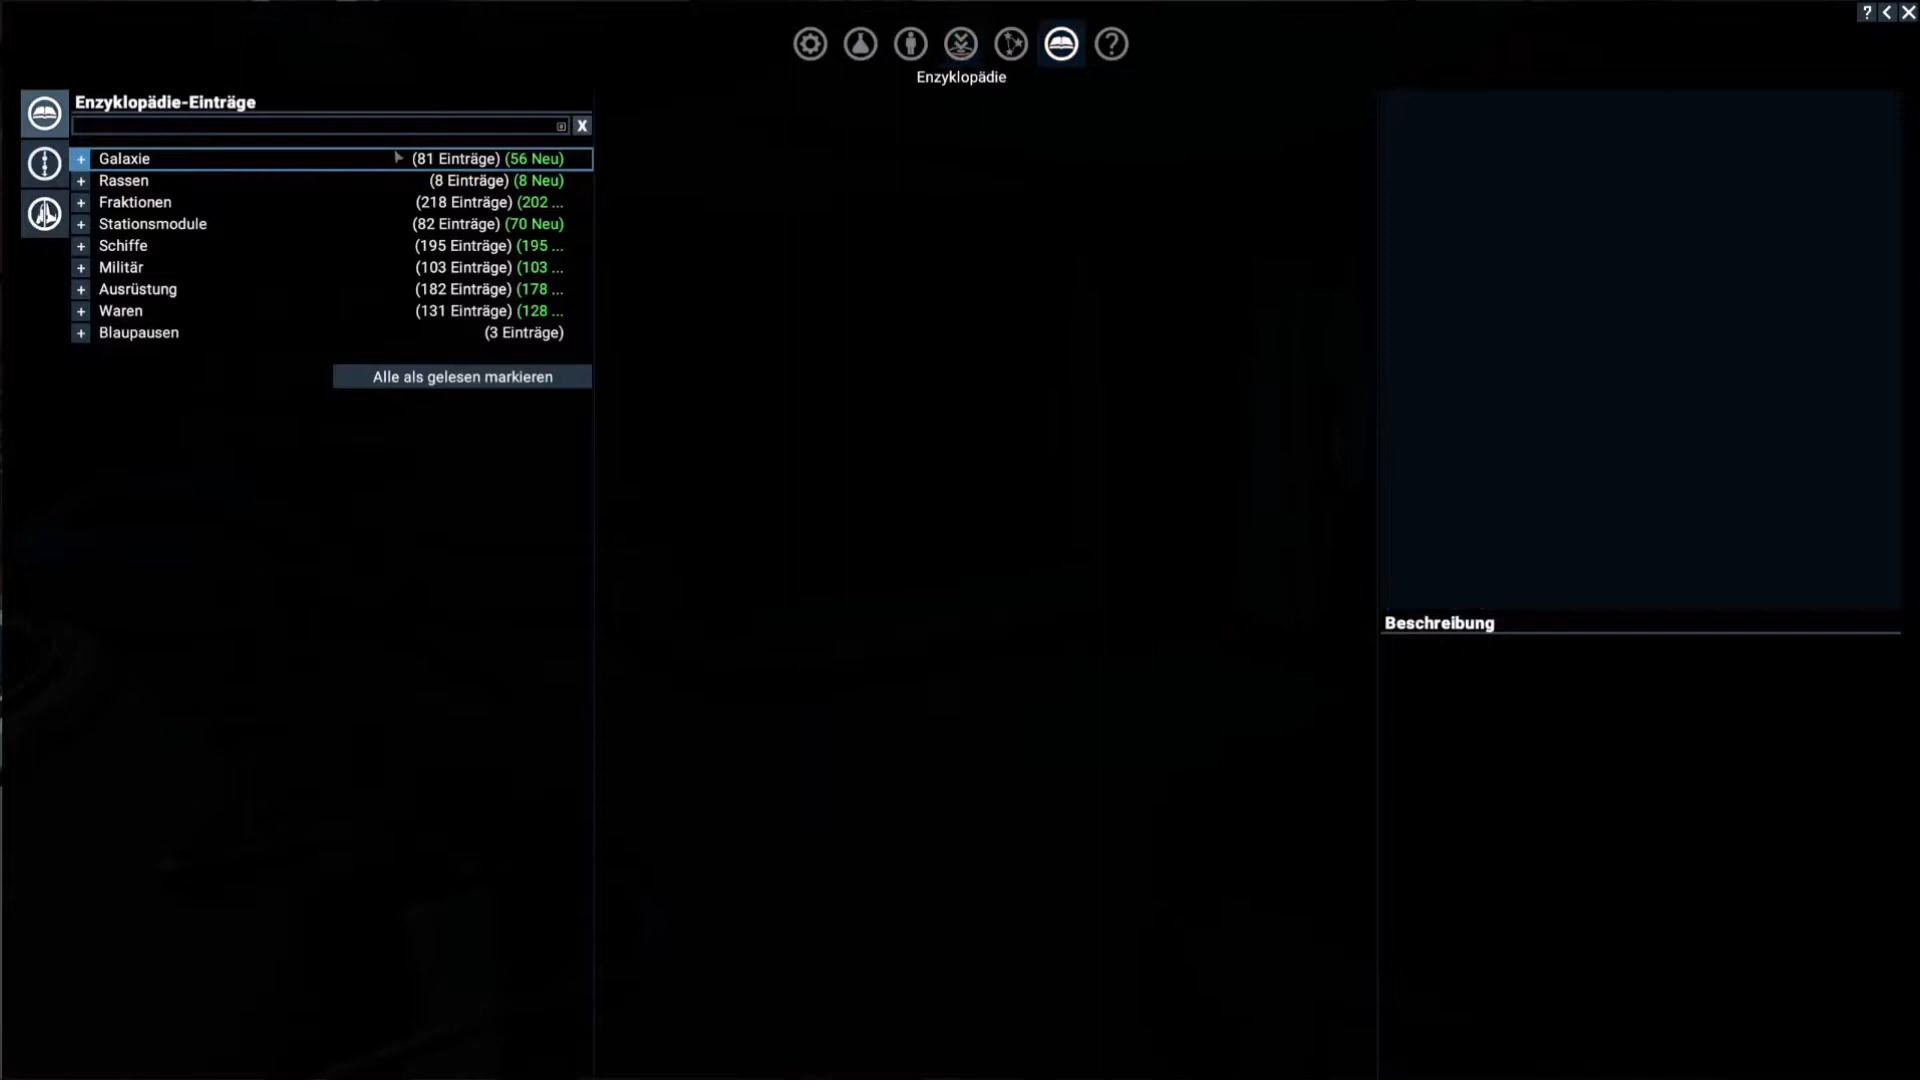 ? < X
Enzyklopädie
Enzyklopädie-Einträge
X
+ Galaxie (81 Einträge) (56 Neu)
+ Rassen (8 Einträge) (8 Neu)
+ Fraktionen (218 Einträge) (202 ...
+ Stationsmodule (82 Einträge) (70 Neu)
+ Schiffe (195 Einträge) (195 ...
+ Militär (103 Einträge) (103 ...
+ Ausrüstung (182 Einträge) (178 ...
+ Waren (131 Einträge) (128 ...
+ Blaupausen (3 Einträge)
Alle als gelesen markieren
Beschreibung